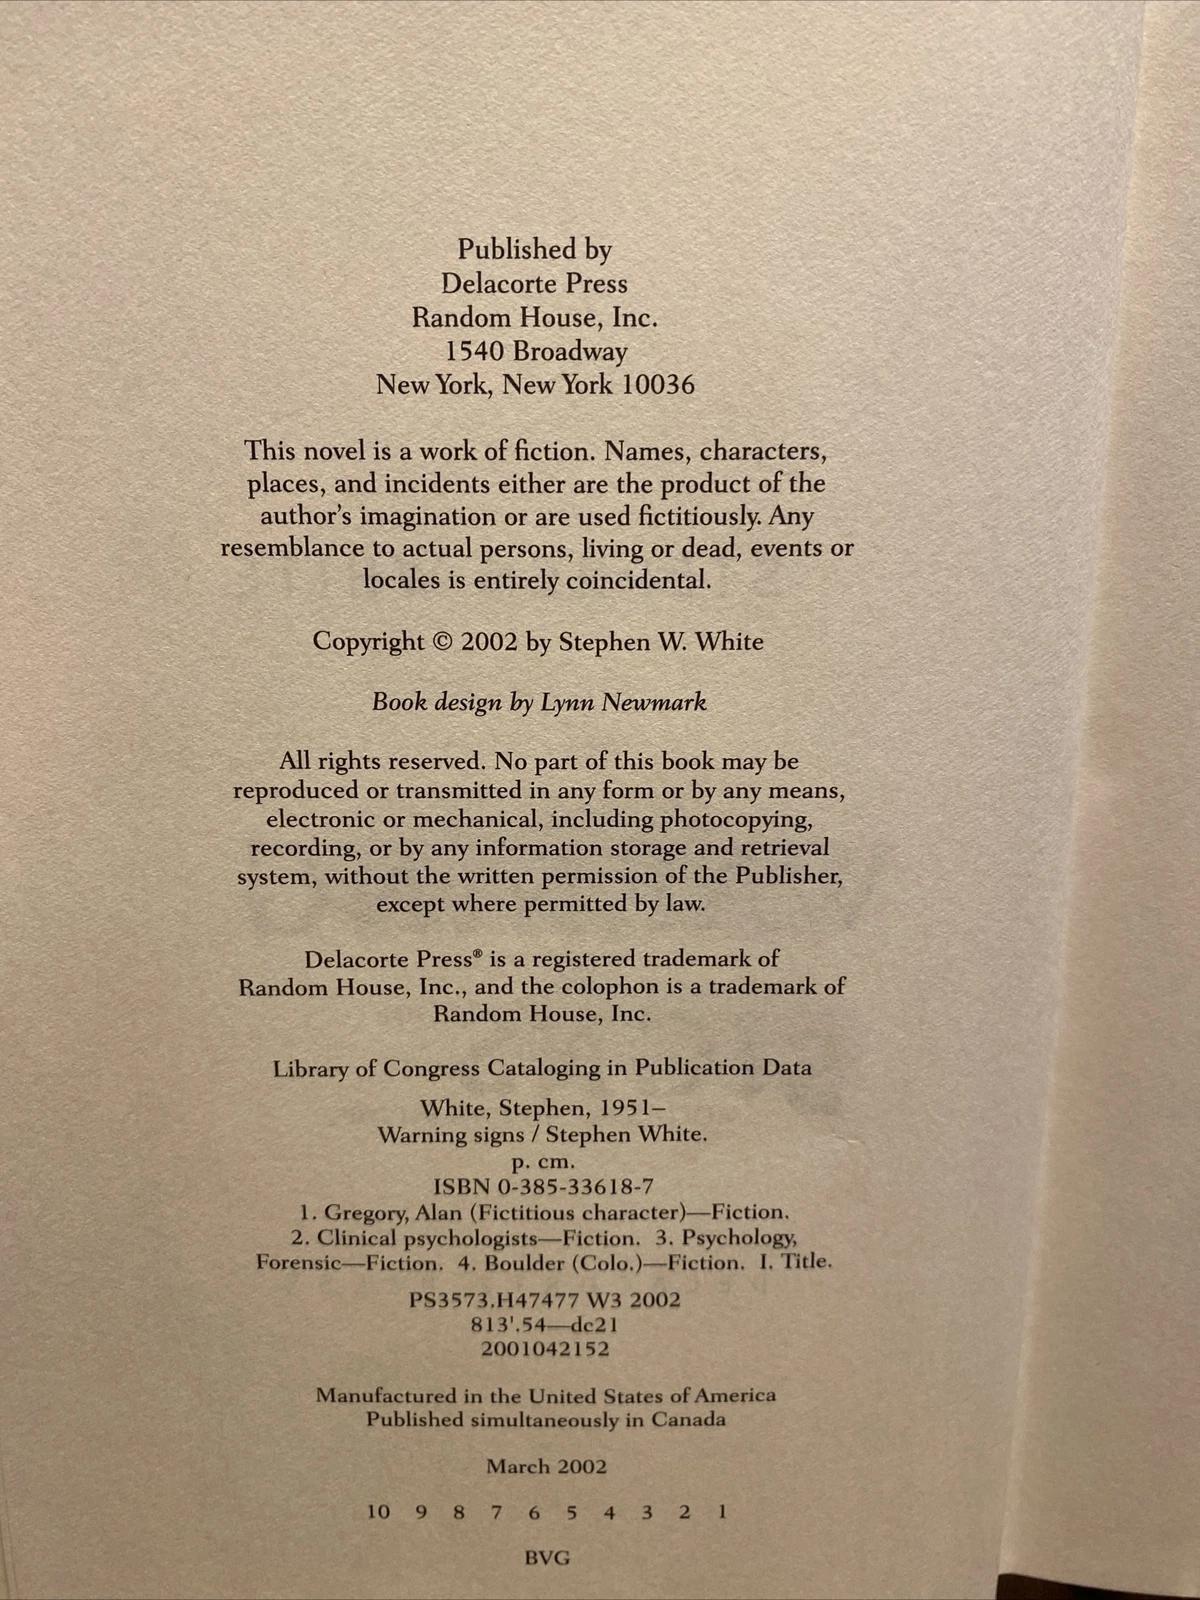 Published by
Delacorte Press
Random House, Inc.
1540 Broadway
New York, New York 10036
This novel is a work of fiction. Names, characters,
places, and incidents either are the product of the
author's imagination or are used fictitiously. Any
resemblance to actual persons, living or dead, events or
locales is entirely coincidental.
Copyright © 2002 by Stephen W. White
Book design by Lynn Newmark
All rights reserved. No part of this book may be
reproduced or transmitted in any form or by any means,
electronic or mechanical, including photocopying,
recording, or by any information storage and retrieval
system, without the written permission of the Publisher,
except where permitted by law.
Delacorte Press® is a registered trademark of
Random House, Inc., and the colophon is a trademark of
Random House, Inc.
Library of Congress Cataloging in Publication Data
White, Stephen, 1951–
Warning signs / Stephen White.
p. cm.
ISBN 0-385-33618-7
1. Gregory, Alan (Fictitious character)—Fiction.
2. Clinical psychologists—Fiction. 3. Psychology,
Forensic—Fiction. 4. Boulder (Colo.)—Fiction. I. Title.
PS3573.H47477 W3 2002
813'.54—dc21
2001042152
Manufactured in the United States of America
Published simultaneously in Canada
March 2002
10 9 8 7 6 5 4 3 2 1
BVG